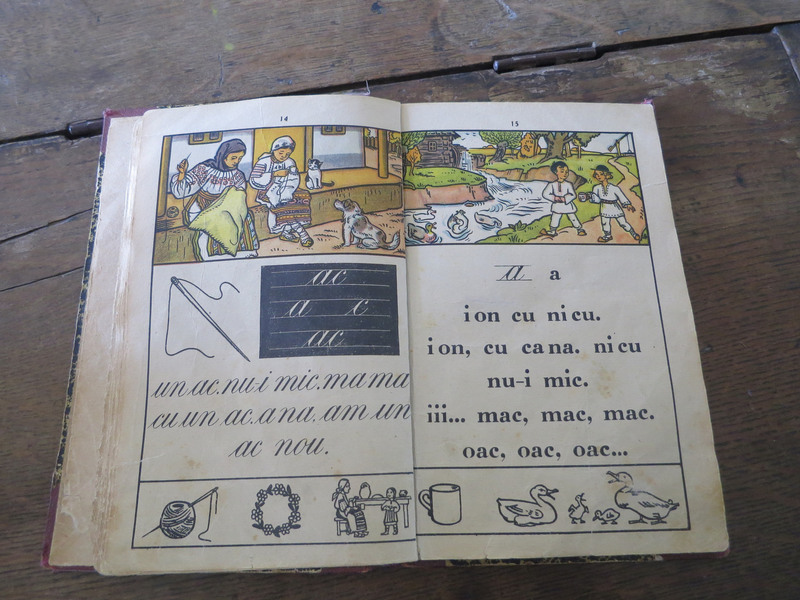 14
ac
a c
ac
un ac. nu-i mic. mama
cu un ac. ana. am un
ac nou.
15
a a
ion cu nicu.
ion, cu cana. nicu
nu-i mic.
iii... mac, mac, mac.
oac, oac, oac...